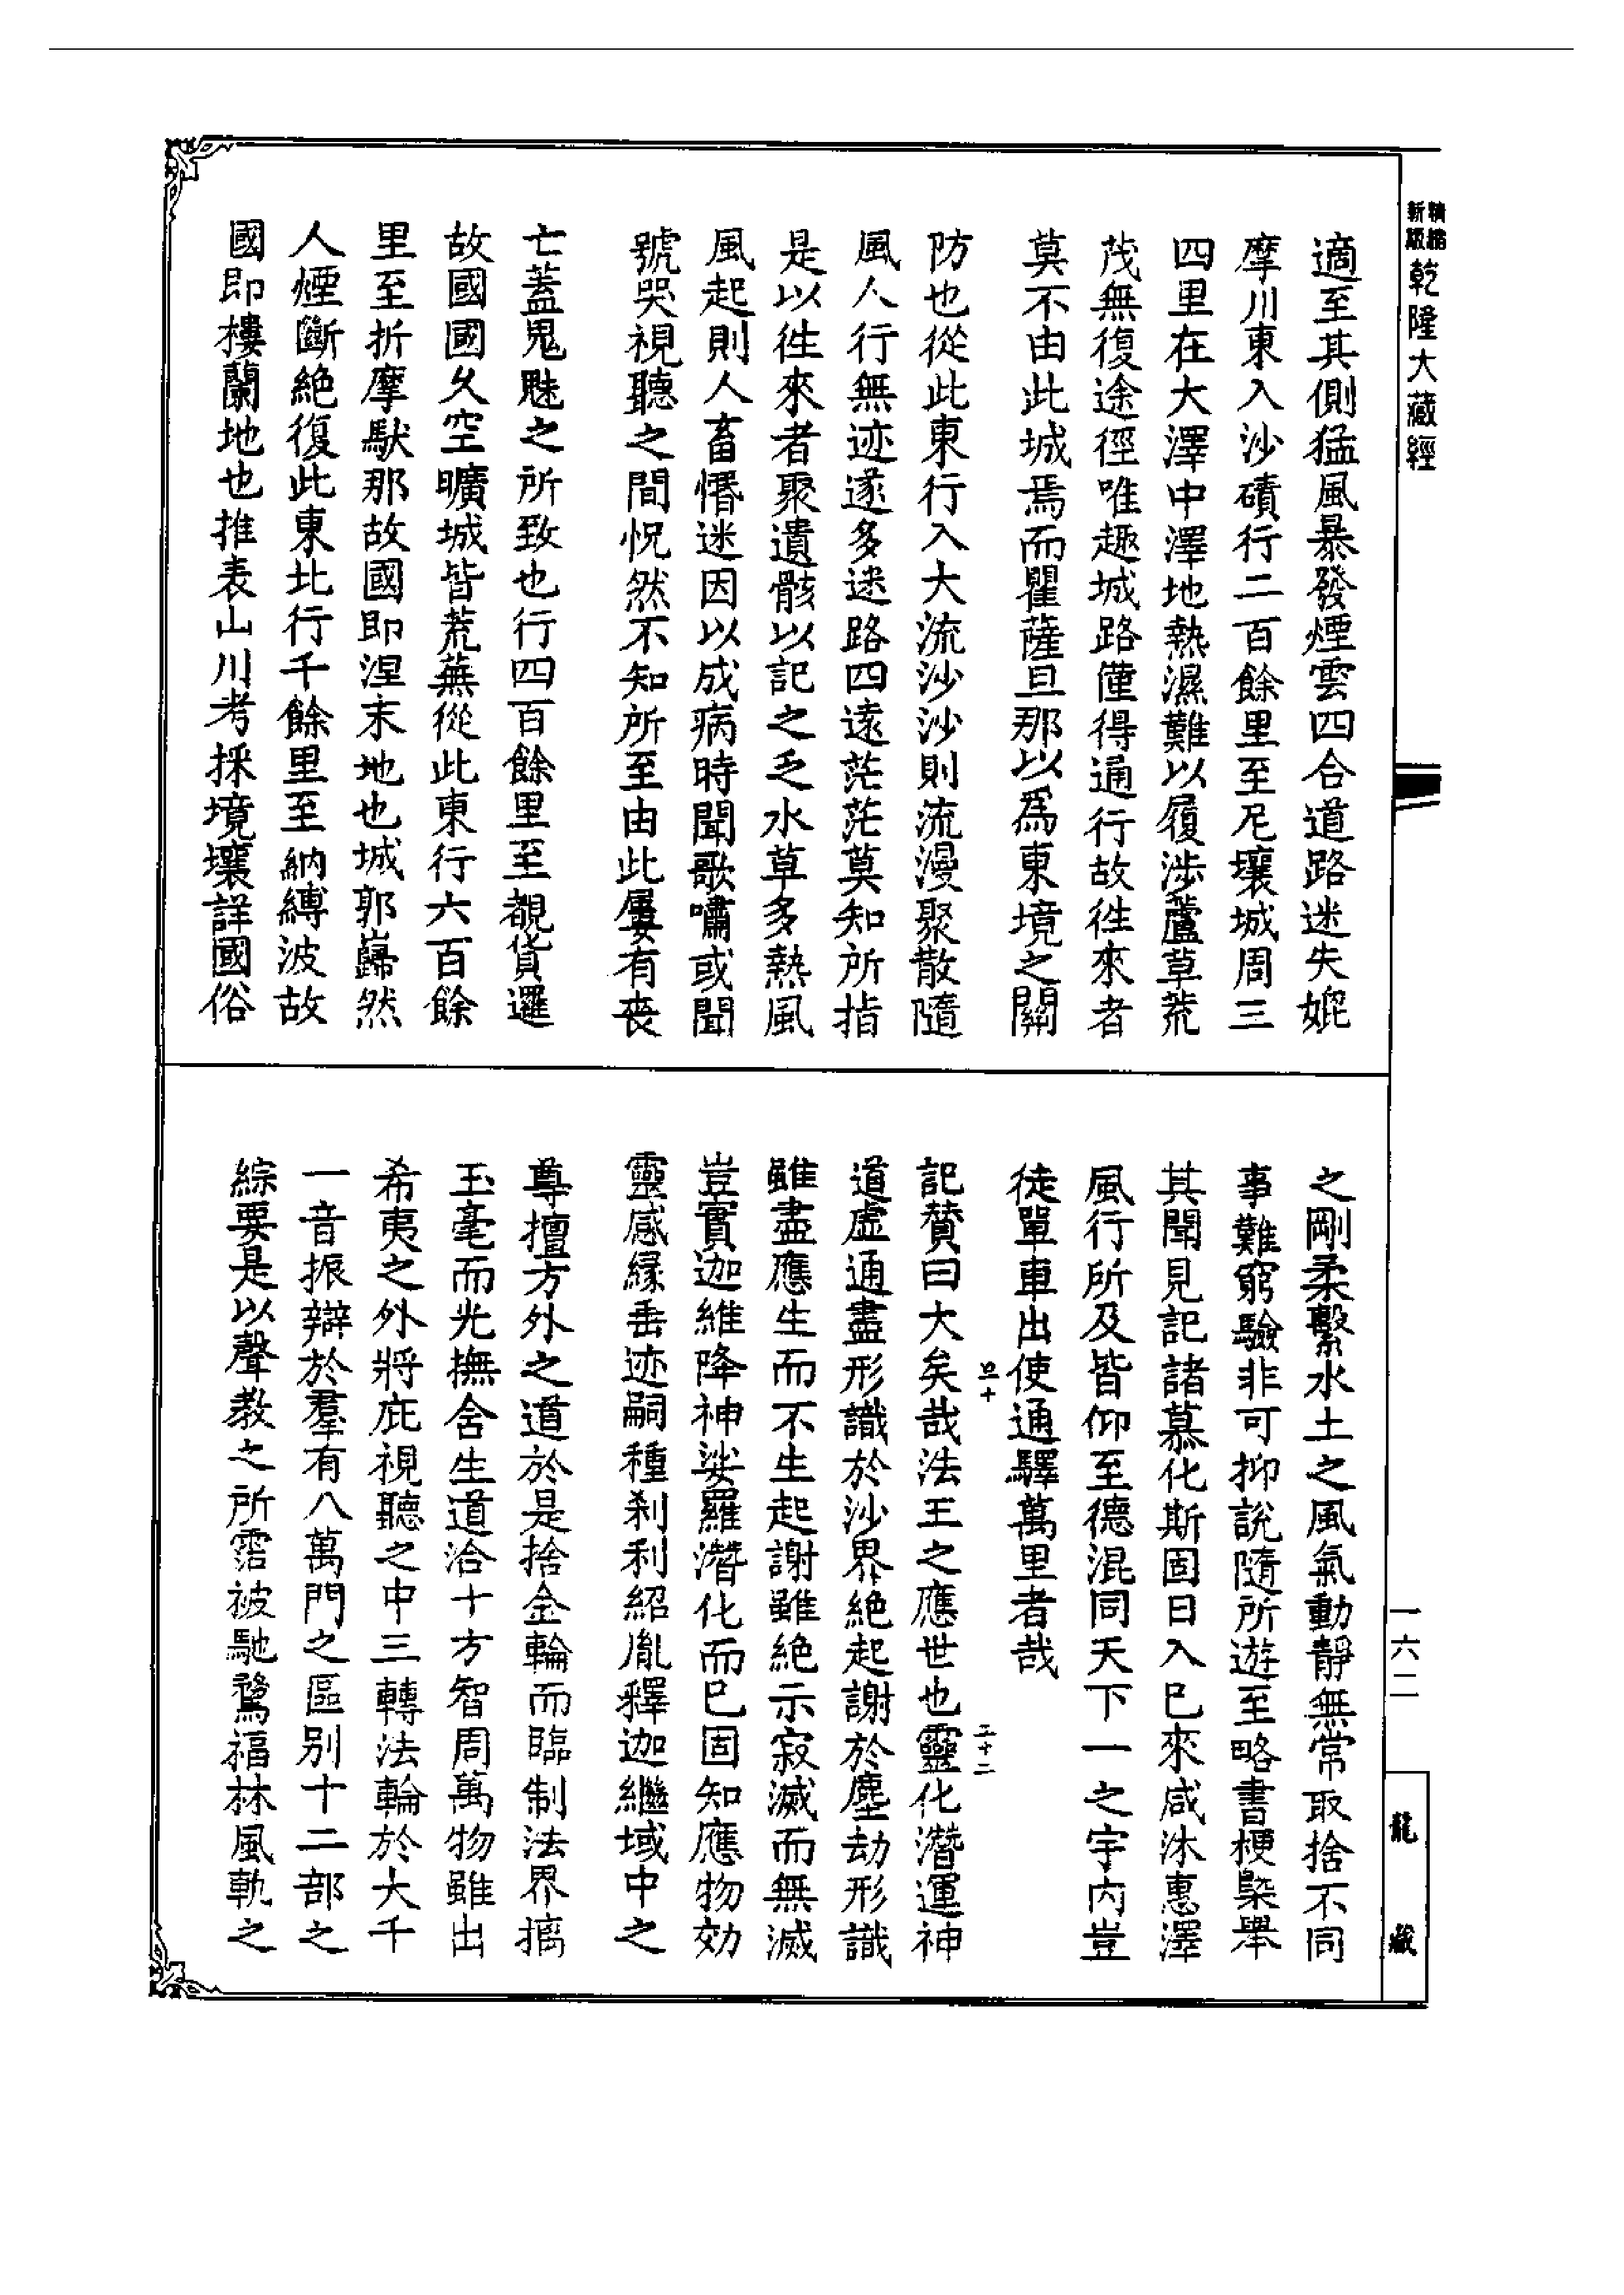 精縮
新版
乾隆大藏經
適至其側猛風暴發煙雲四合道路迷失媲
摩川東入沙磧行二百餘里至尼壤城周三
四里在大澤中澤地熱濕難以履涉蘆草荒
茂無復途徑唯趣城路僅得通行故徃來者
莫不由此城焉而瞿薩旦那以爲東境之關
防也從此東行入大流沙沙則流漫聚散隨
風人行無迹遂多迷路四遠茫茫莫知所指
是以徃來者聚遺骸以記之乏水草多熱風
風起則人畜惛迷因以成病時聞歌嘯或聞
號哭視聽之間怳然不知所至由此屢有喪
亡蓋鬼魅之所致也行四百餘里至覩貨邏
故國國久空曠城皆荒蕪從此東行六百餘
里至折摩馱那故國即涅末地也城郭巋然
人煙斷絶復此東北行千餘里至納縛波故
國即樓蘭地也推表山川考採境壤詳國俗
之剛柔繫水土之風氣動靜無常取捨不同
事難窮驗非可抑說隨所遊至略書梗槩舉
其聞見記諸慕化斯固日入已來咸沐惠澤
風行所及皆仰至德混同天下一之宇內豈
徒單車出使通驛萬里者哉
記贊曰大矣哉法王之應世也靈化潛運神
道虛通盡形識於沙界絶起謝於塵劫形識
雖盡應生而不生起謝雖絶示寂滅而無滅
豈實迦維降神娑羅潛化而已固知應物効
靈感緣垂迹嗣種剎利紹胤釋迦繼域中之
尊擅方外之道於是捨金輪而臨制法界摛
玉毫而光撫含生道洽十方智周萬物雖出
希夷之外將庇視聽之中三轉法輪於大千
一音振辯於羣有八萬門之區别十二部之
綜要是以聲教之所霑被馳騖福林風軌之
一六二
龍藏